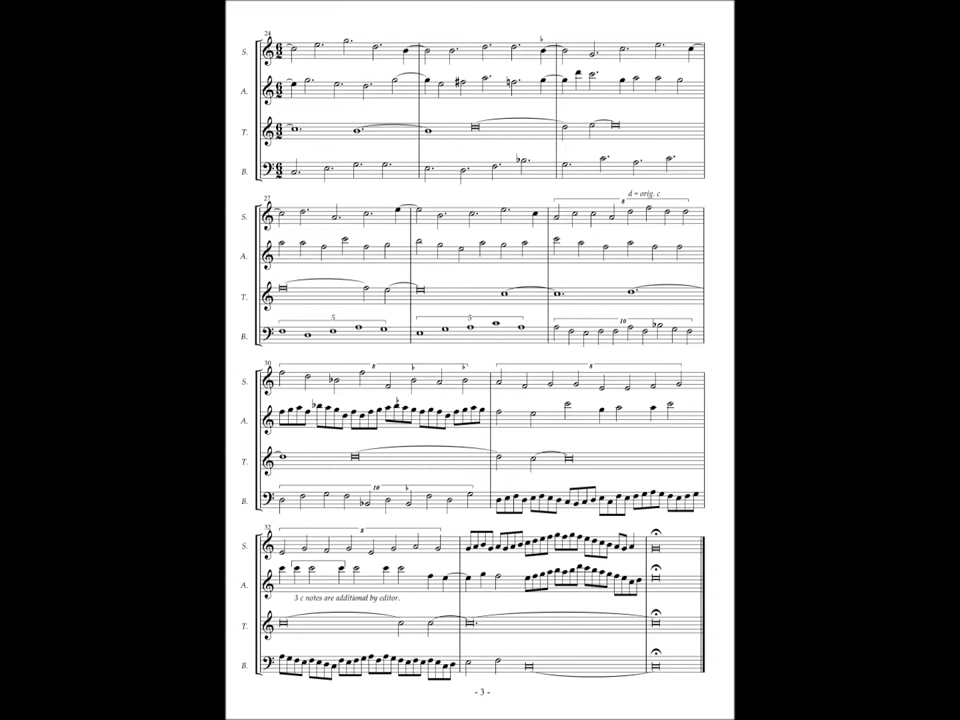 24
S.
A.
T.
B.
27
d = orig. c
8
S.
A.
T.
5
5
10
B.
30
8
8
S.
A.
T.
10
B.
32
8
S.
A.
3 c notes are additional by editor.
T.
B.
- 3 -